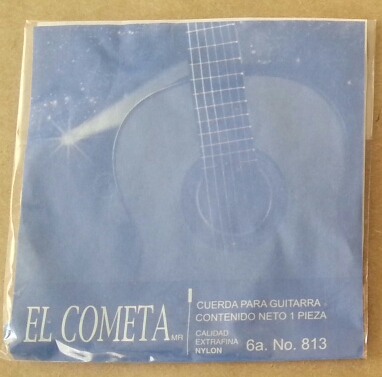 EL COMETA MR
CUERDA PARA GUITARRA
CONTENIDO NETO 1 PIEZA
CALIDAD
EXTRAFINA
NYLON
6a. No. 813